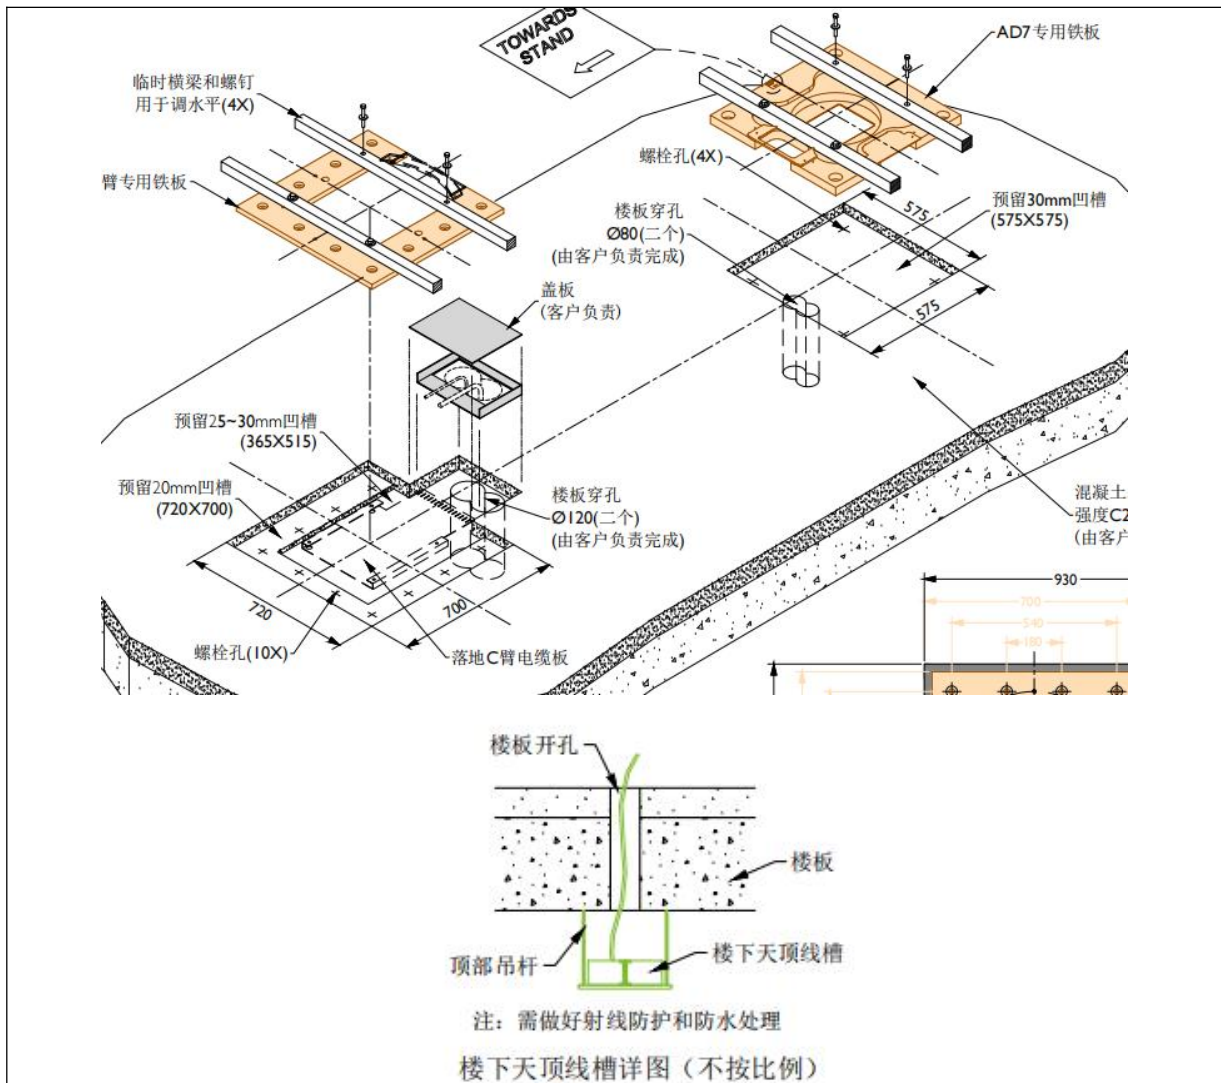 TOWARDS
STAND
AD7专用铁板
临时横梁和螺钉
用于调水平(4X)
螺栓孔(4X)
臂专用铁板
575
预留30mm凹槽
(575X575)
楼板穿孔
Ø80(二个)
(由客户负责完成)
盖板
(客户负责)
575
预留25~30mm凹槽
(365X515)
预留20mm凹槽
(720X700)
楼板穿孔
Ø120(二个)
(由客户负责完成)
混凝土
强度C2
(由客户
720
700
螺栓孔(10X)
落地C臂电缆板
930
700
540
180
楼板开孔
楼板
顶部吊杆
楼下天顶线槽
注：需做好射线防护和防水处理
楼下天顶线槽详图（不按比例）